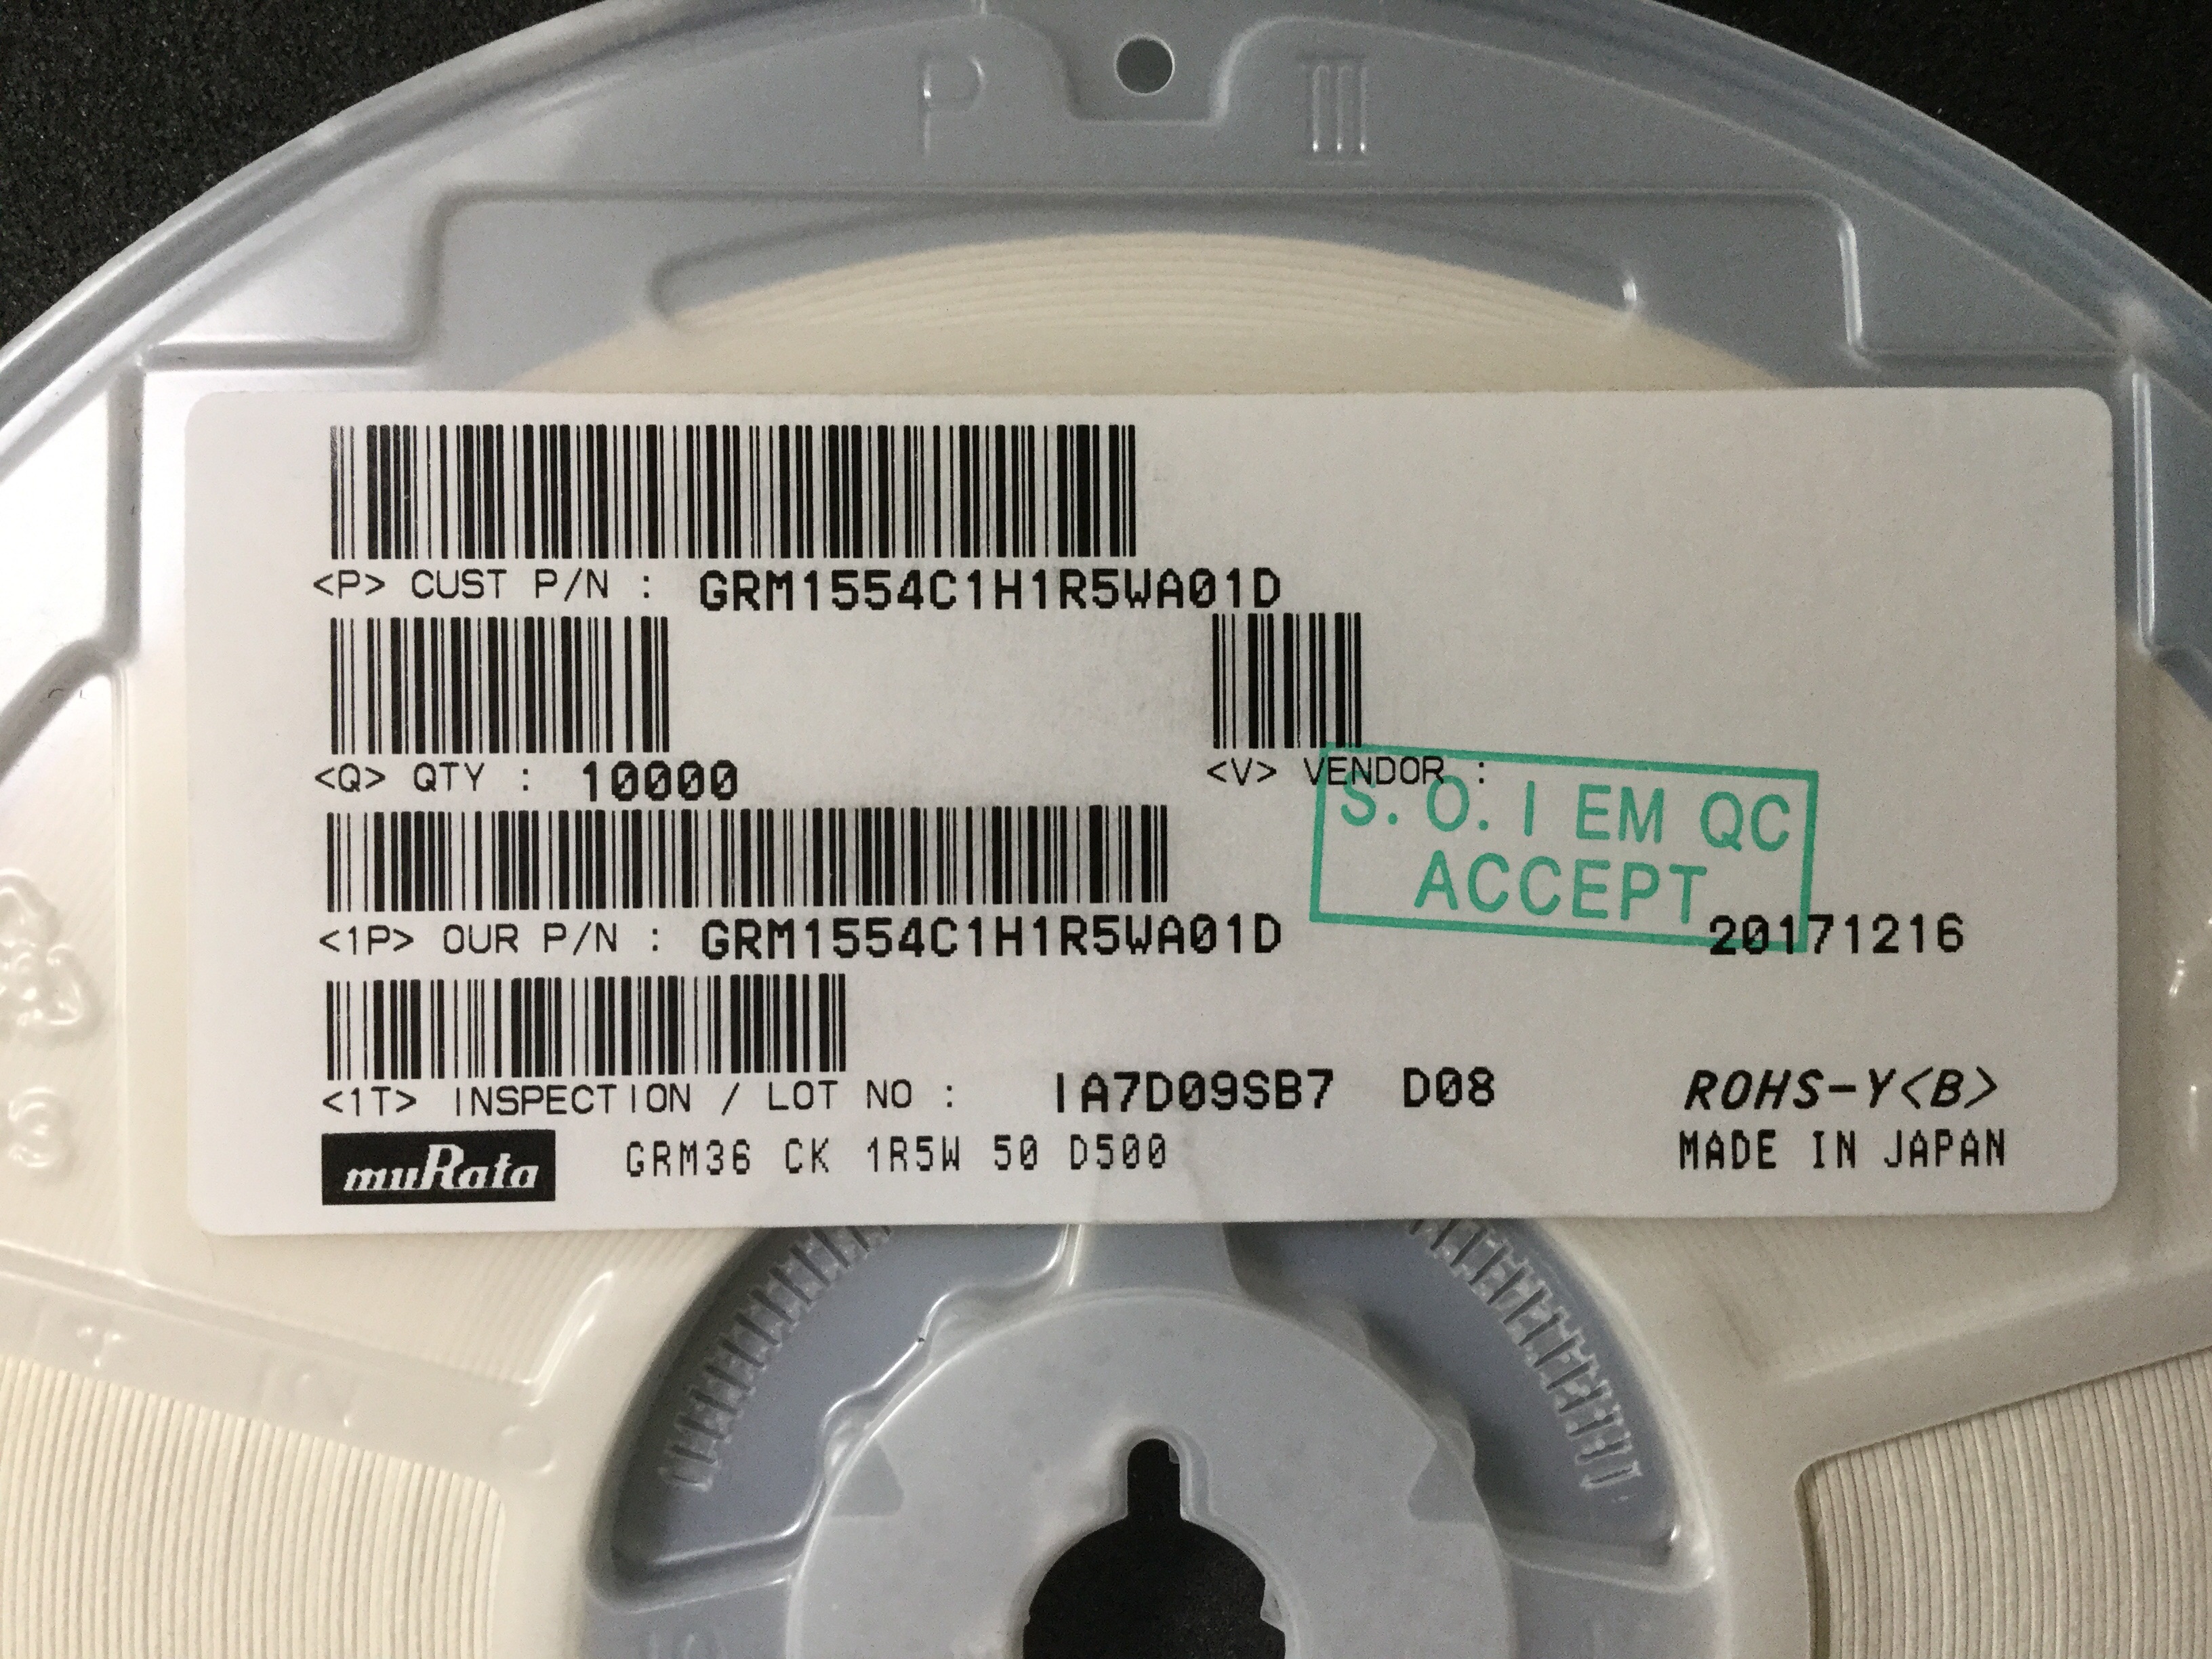 P III
<P> CUST P/N : GRM1554C1H1R5WA01D
<Q> QTY : 10000
<V> VENDOR :
S. O. I EM QC
ACCEPT
<1P> OUR P/N : GRM1554C1H1R5WA01D
20171216
<1T> INSPECTION / LOT NO : IA7D09SB7 D08
ROHS-Y<B>
muRata
GRM36 CK 1R5W 50 D500
MADE IN JAPAN